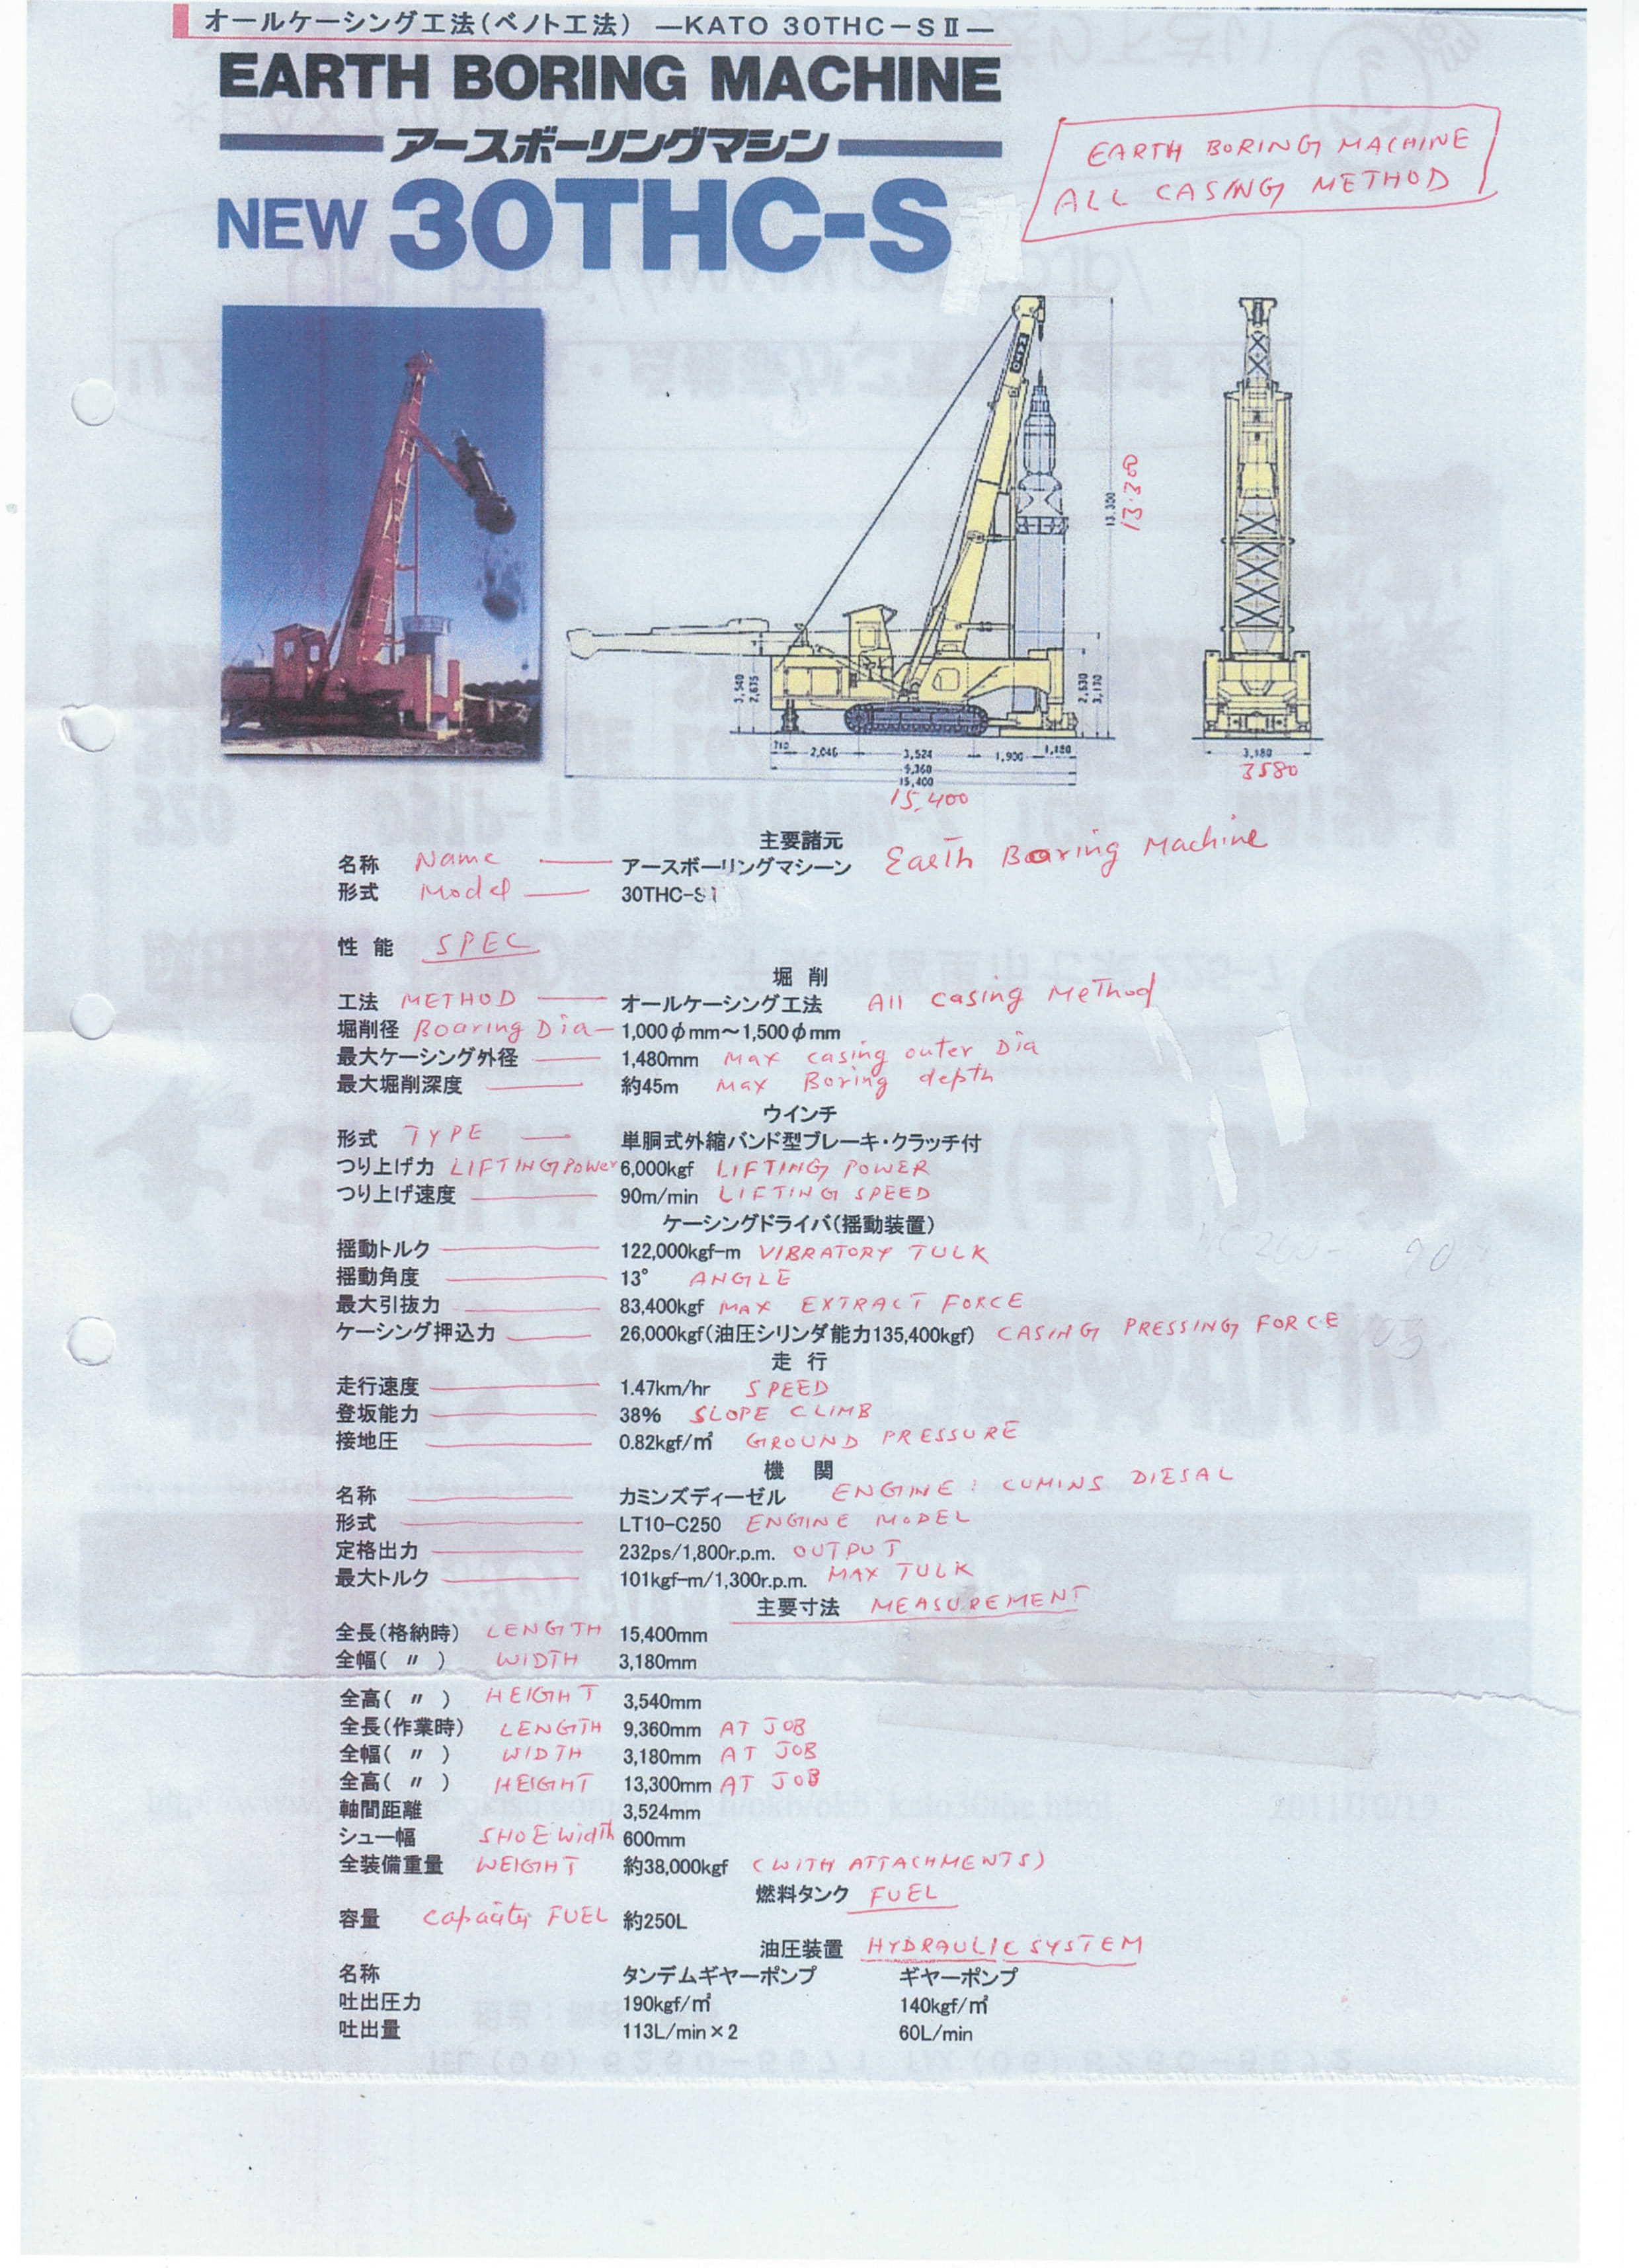 オールケーシング工法(ベノト工法) —KATO 30THC-SⅡ—
EARTH BORING MACHINE
アースボーリングマシン
NEW 30THC-S
EARTH BORING MACHINE
ALL CASING METHOD
KATO
13,300
13300
3,540
2,675
2,630
3,170
710 2,046 3,524 1,900 1,180
9,360
15,400
15,400
3,180
3580
主要諸元
名称 Name アースボーリングマシーン Earth Boaring Machine
形式 Model 30THC-S
性 能 SPEC
堀 削
工法 METHOD オールケーシング工法 All casing Method
堀削径 Boaring Dia 1,000φmm〜1,500φmm
最大ケーシング外径 1,480mm Max casing outer Dia
最大堀削深度 約45m Max Boring depth
ウインチ
形式 TYPE 単胴式外縮バンド型ブレーキ・クラッチ付
つり上げ力 LIFTING Power 6,000kgf LIFTING POWER
つり上げ速度 90m/min LIFTING SPEED
ケーシングドライバ(揺動装置)
揺動トルク 122,000kgf-m VIBRATORY TULK
揺動角度 13° ANGLE
最大引抜力 83,400kgf MAX EXTRACT FORCE
ケーシング押込力 26,000kgf(油圧シリンダ能力135,400kgf) CASING PRESSING FORCE
走 行
走行速度 1.47km/hr SPEED
登坂能力 38% SLOPE CLIMB
接地圧 0.82kgf/㎡ GROUND PRESSURE
機 関
名称 カミンズディーゼル ENGINE: CUMINS DIESAL
形式 LT10-C250 ENGINE MODEL
定格出力 232ps/1,800r.p.m. OUTPUT
最大トルク 101kgf-m/1,300r.p.m. MAX TULK
主要寸法 MEASUREMENT
全長(格納時) LENGTH 15,400mm
全幅( 〃 ) WIDTH 3,180mm
全高( 〃 ) HEIGHT 3,540mm
全長(作業時) LENGTH 9,360mm AT JOB
全幅( 〃 ) WIDTH 3,180mm AT JOB
全高( 〃 ) HEIGHT 13,300mm AT JOB
軸間距離 3,524mm
シュー幅 SHOE Width 600mm
全装備重量 WEIGHT 約38,000kgf (WITH ATTACHMENTS)
燃料タンク FUEL
容量 Capacity FUEL 約250L
油圧装置 HYDRAULIC SYSTEM
名称 タンデムギヤーポンプ ギヤーポンプ
吐出圧力 190kgf/㎡ 140kgf/㎡
吐出量 113L/min×2 60L/min